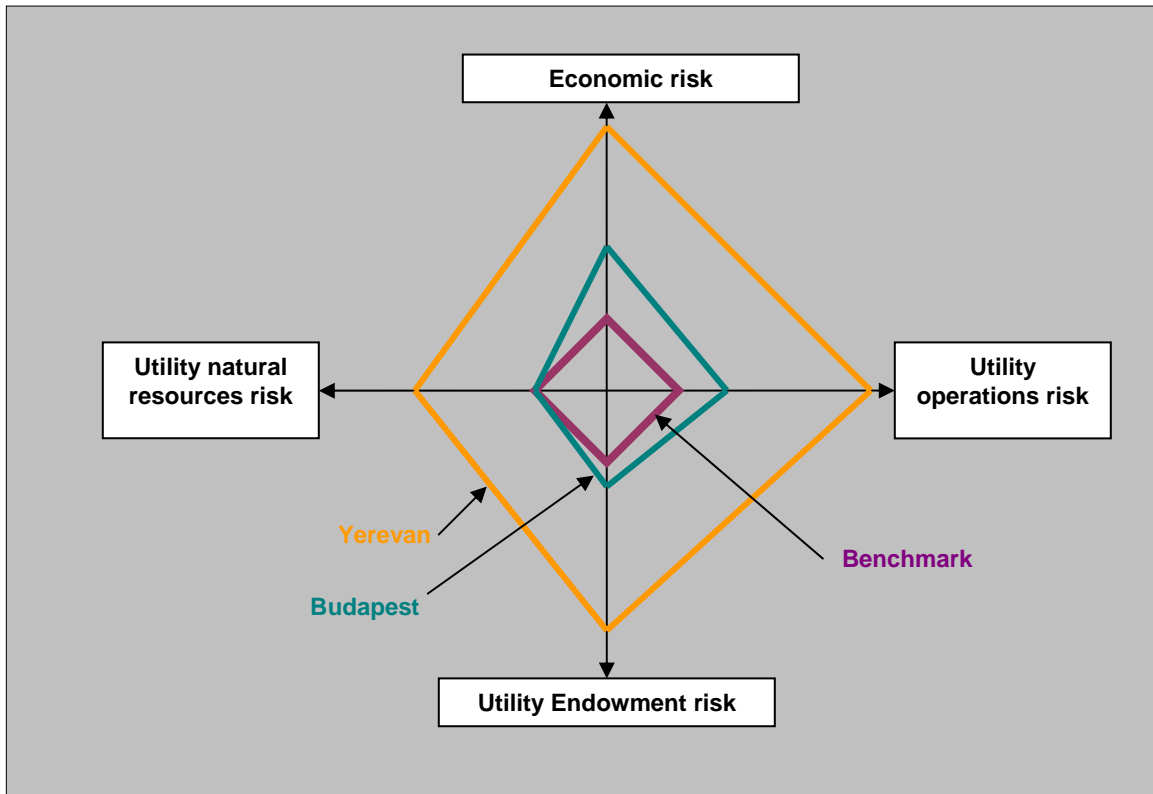 Economic risk
Utility natural
resources risk
Utility
operations risk
Yerevan
Benchmark
Budapest
Utility Endowment risk